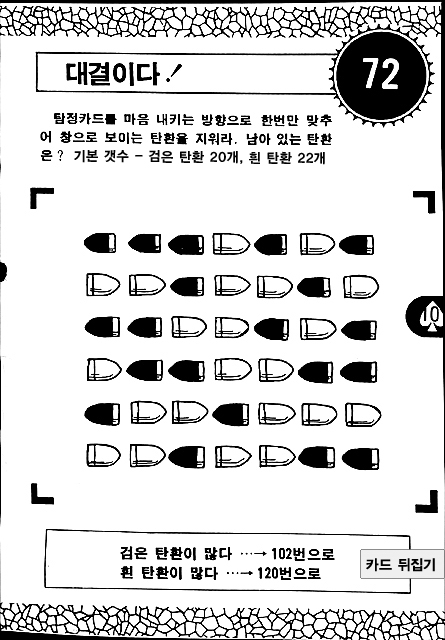 대결이다!
72
탐정카드를 마음 내키는 방향으로 한번만 맞추
어 창으로 보이는 탄환을 지워라. 남아 있는 탄환
은? 기본 갯수 - 검은 탄환 20개, 흰 탄환 22개
10
검은 탄환이 많다 …→ 102번으로
흰 탄환이 많다 …→ 120번으로
카드 뒤집기